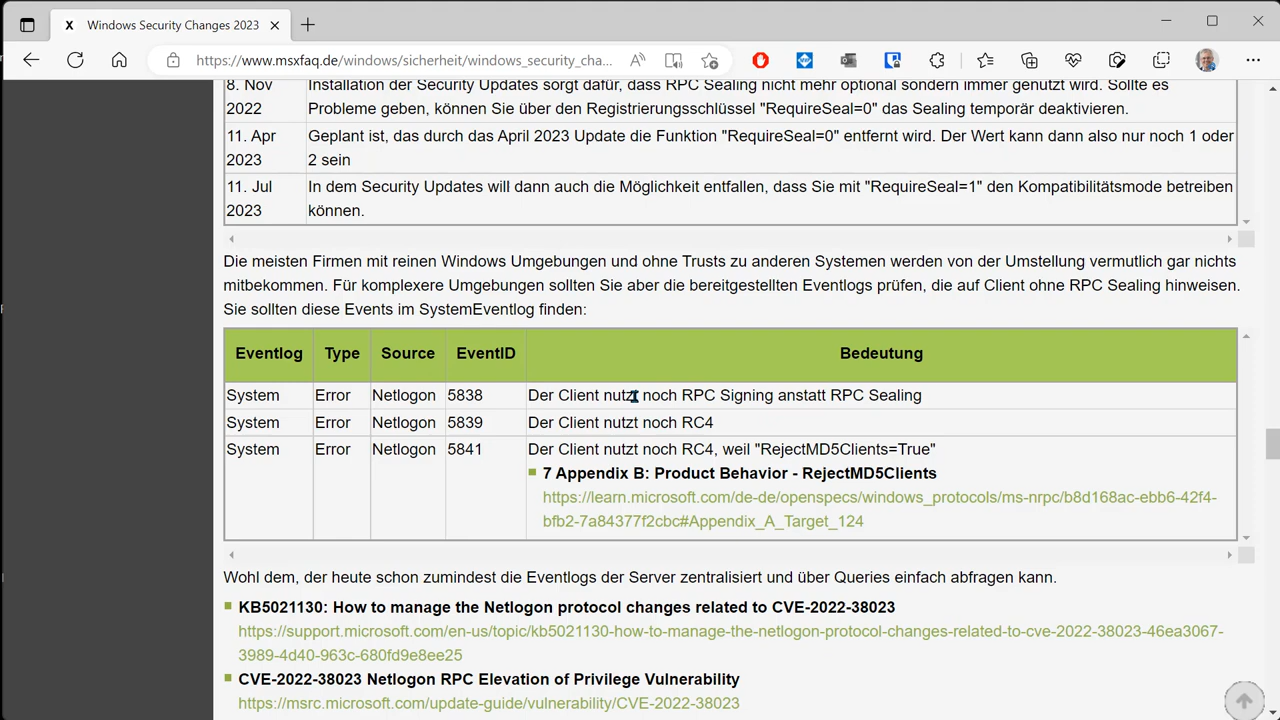 Windows Security Changes 2023
https://www.msxfaq.de/windows/sicherheit/windows_security_cha...
8. Nov Installation der Security Updates sorgt dafür, dass RPC Sealing nicht mehr optional sondern immer genutzt wird. Sollte es
2022 Probleme geben, können Sie über den Registrierungsschlüssel "RequireSeal=0" das Sealing temporär deaktivieren.
11. Apr Geplant ist, das durch das April 2023 Update die Funktion "RequireSeal=0" entfernt wird. Der Wert kann dann also nur noch 1 oder
2023 2 sein
11. Jul In dem Security Updates will dann auch die Möglichkeit entfallen, dass Sie mit "RequireSeal=1" den Kompatibilitätsmode betreiben
2023 können.
Die meisten Firmen mit reinen Windows Umgebungen und ohne Trusts zu anderen Systemen werden von der Umstellung vermutlich gar nichts
mitbekommen. Für komplexere Umgebungen sollten Sie aber die bereitgestellten Eventlogs prüfen, die auf Client ohne RPC Sealing hinweisen.
Sie sollten diese Events im SystemEventlog finden:
Eventlog Type Source EventID Bedeutung
System Error Netlogon 5838 Der Client nutzt noch RPC Signing anstatt RPC Sealing
System Error Netlogon 5839 Der Client nutzt noch RC4
System Error Netlogon 5841 Der Client nutzt noch RC4, weil "RejectMD5Clients=True"
7 Appendix B: Product Behavior - RejectMD5Clients
https://learn.microsoft.com/de-de/openspecs/windows_protocols/ms-nrpc/b8d168ac-ebb6-42f4-
bfb2-7a84377f2cbc#Appendix_A_Target_124
Wohl dem, der heute schon zumindest die Eventlogs der Server zentralisiert und über Queries einfach abfragen kann.
KB5021130: How to manage the Netlogon protocol changes related to CVE-2022-38023
https://support.microsoft.com/en-us/topic/kb5021130-how-to-manage-the-netlogon-protocol-changes-related-to-cve-2022-38023-46ea3067-
3989-4d40-963c-680fd9e8ee25
CVE-2022-38023 Netlogon RPC Elevation of Privilege Vulnerability
https://msrc.microsoft.com/update-guide/vulnerability/CVE-2022-38023